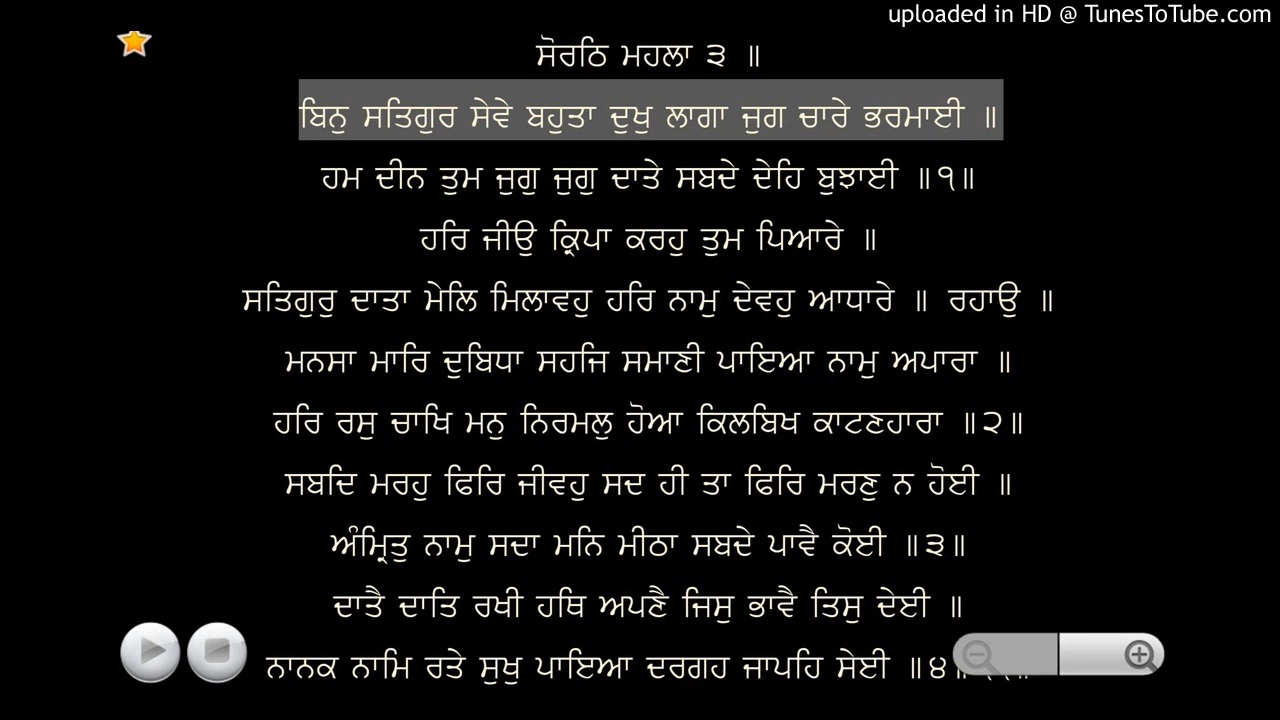 uploaded in HD @ TunesToTube.com
ਸੋਰਠਿ ਮਹਲਾ ੩ ॥
ਬਿਨੁ ਸਤਿਗੁਰ ਸੇਵੇ ਬਹੁਤਾ ਦੁਖੁ ਲਾਗਾ ਜੁਗ ਚਾਰੇ ਭਰਮਾਈ ॥
ਹਮ ਦੀਨ ਤੁਮ ਜੁਗੁ ਜੁਗੁ ਦਾਤੇ ਸਬਦੇ ਦੇਹਿ ਬੁਝਾਈ ॥੧॥
ਹਰਿ ਜੀਉ ਕ੍ਰਿਪਾ ਕਰਹੁ ਤੁਮ ਪਿਆਰੇ ॥
ਸਤਿਗੁਰੁ ਦਾਤਾ ਮੇਲਿ ਮਿਲਾਵਹੁ ਹਰਿ ਨਾਮੁ ਦੇਵਹੁ ਆਧਾਰੇ ॥ ਰਹਾਉ ॥
ਮਨਸਾ ਮਾਰਿ ਦੁਬਿਧਾ ਸਹਜਿ ਸਮਾਣੀ ਪਾਇਆ ਨਾਮੁ ਅਪਾਰਾ ॥
ਹਰਿ ਰਸੁ ਚਾਖਿ ਮਨੁ ਨਿਰਮਲੁ ਹੋਆ ਕਿਲਬਿਖ ਕਾਟਣਹਾਰਾ ॥੨॥
ਸਬਦਿ ਮਰਹੁ ਫਿਰਿ ਜੀਵਹੁ ਸਦ ਹੀ ਤਾ ਫਿਰਿ ਮਰਣੁ ਨ ਹੋਈ ॥
ਅੰਮ੍ਰਿਤੁ ਨਾਮੁ ਸਦਾ ਮਨਿ ਮੀਠਾ ਸਬਦੇ ਪਾਵੈ ਕੋਈ ॥੩॥
ਦਾਤੈ ਦਾਤਿ ਰਖੀ ਹਥਿ ਅਪਣੈ ਜਿਸੁ ਭਾਵੈ ਤਿਸੁ ਦੇਈ ॥
ਨਾਨਕ ਨਾਮਿ ਰਤੇ ਸੁਖੁ ਪਾਇਆ ਦਰਗਹ ਜਾਪਹਿ ਸੇਈ ॥੪॥